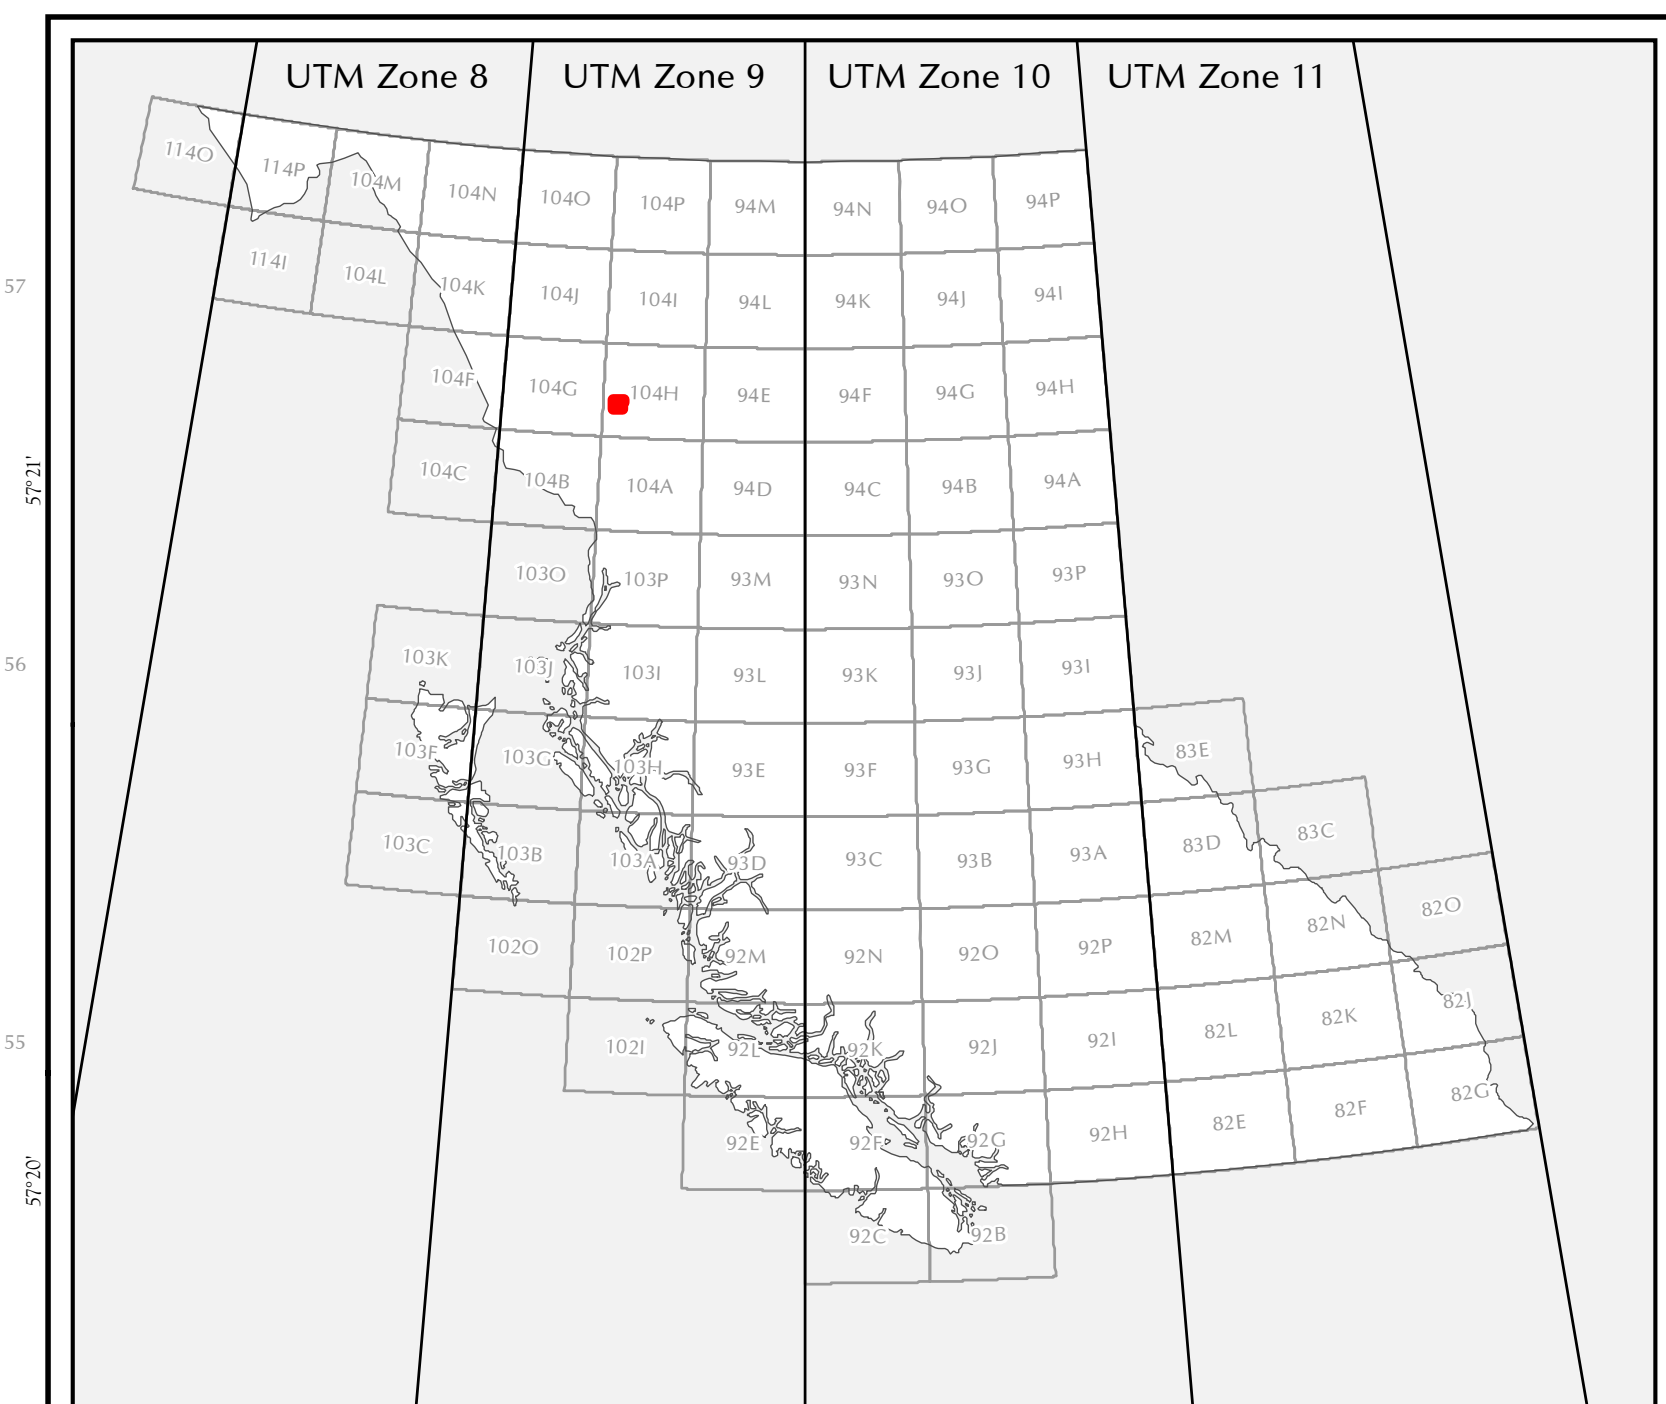 UTM Zone 8 UTM Zone 9 UTM Zone 10 UTM Zone 11
114O 114P 104M 104N 104O 104P 94M 94N 94O 94P
57
114I 104L 104K 104J 104I 94L 94K 94J 94I
104F 104G 104H 94E 94F 94G 94H
57°21'
104C 104B 104A 94D 94C 94B 94A
103O 103P 93M 93N 93O 93P
56
103K 103J 103I 93L 93K 93J 93I
103F 103G 103H 93E 93F 93G 93H 83E
103C 103B 103A 93D 93C 93B 93A 83D 83C
102O 102P 92M 92N 92O 92P 82M 82N 82O
55
102I 92L 92K 92J 92I 82L 82K 82J
57°20'
92E 92F 92G 92H 82E 82F 82G
92C 92B